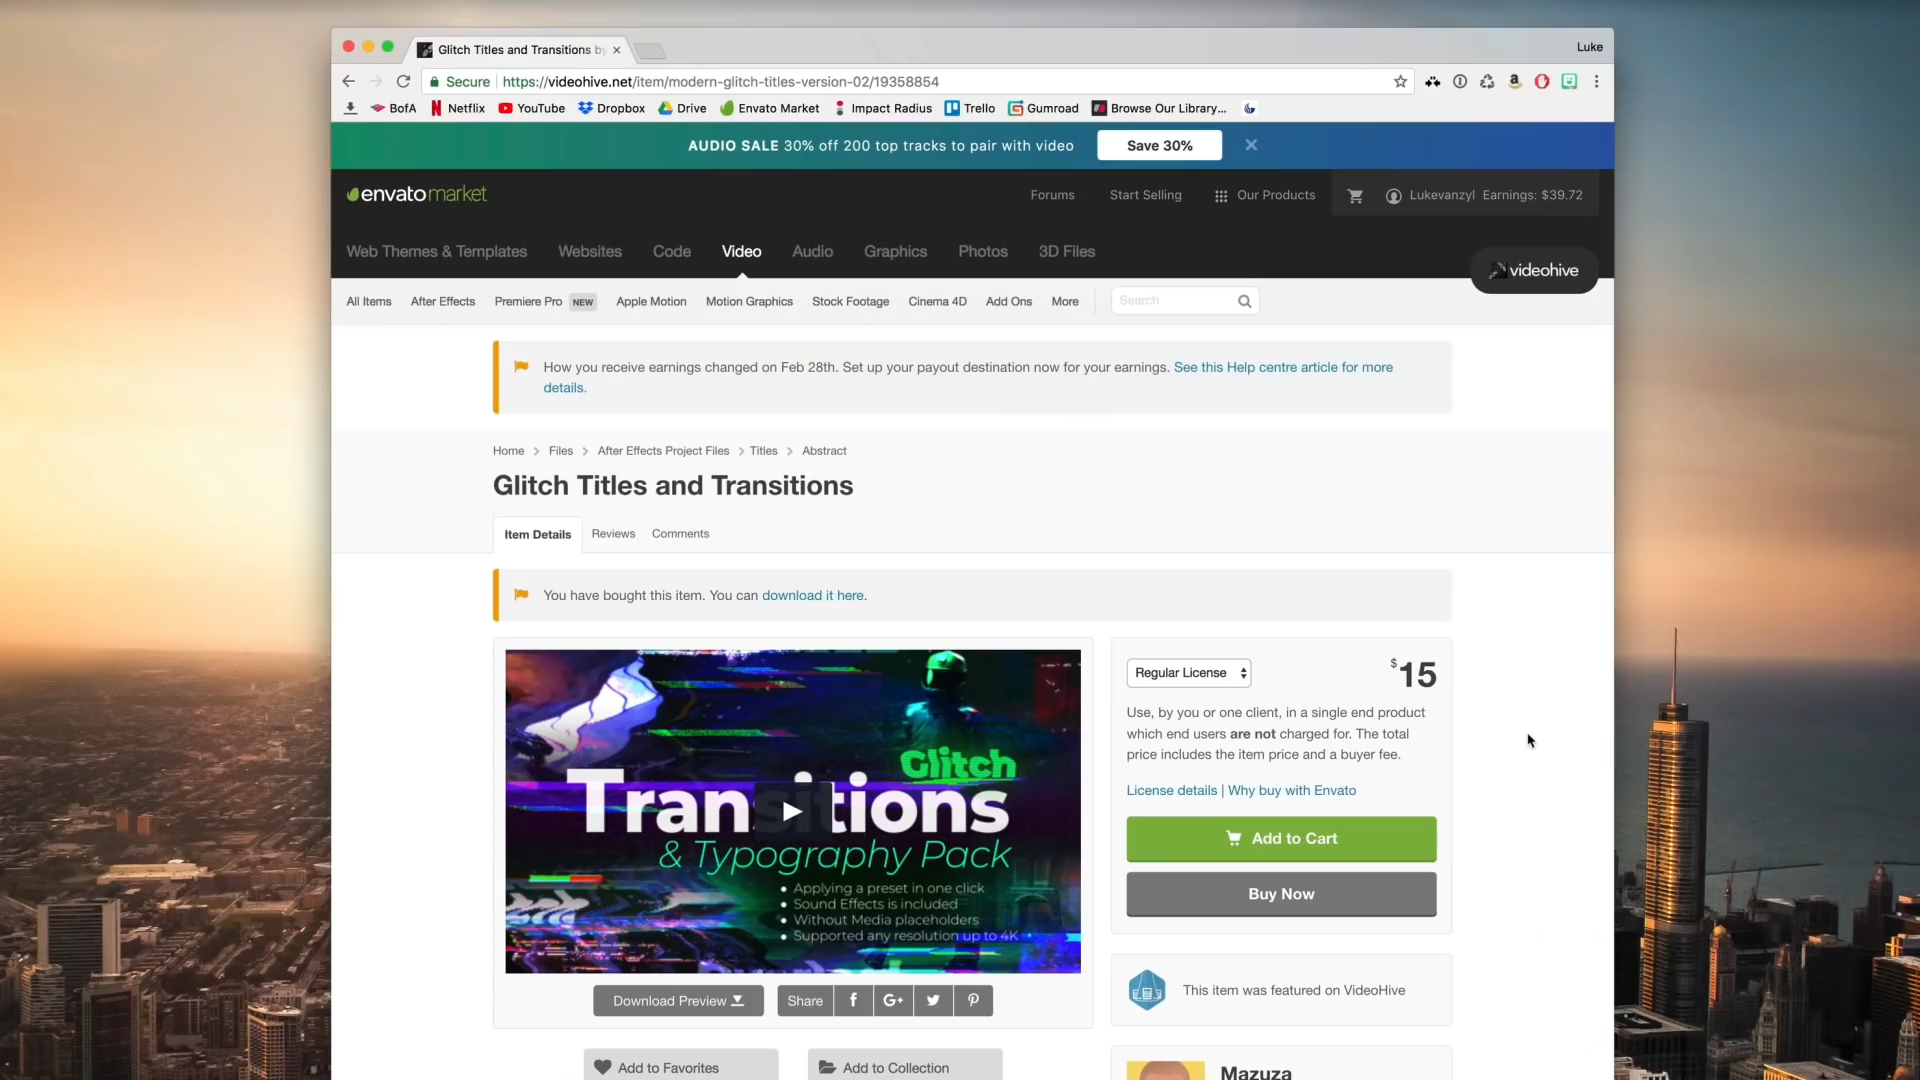 Glitch Titles and Transitions by
Luke
Secure
https://videohive.net/item/modern-glitch-titles-version-02/19358854
BofA Netflix YouTube Dropbox Drive Envato Market Impact Radius Trello Gumroad Browse Our Library...
AUDIO SALE 30% off 200 top tracks to pair with video
Save 30%
envatomarket
Forums Start Selling Our Products Lukevanzyl Earnings: $39.72
Web Themes & Templates Websites Code Video Audio Graphics Photos 3D Files
videohive
All Items After Effects Premiere Pro NEW Apple Motion Motion Graphics Stock Footage Cinema 4D Add Ons More Search
How you receive earnings changed on Feb 28th. Set up your payout destination now for your earnings. See this Help centre article for more
details.
Home Files After Effects Project Files Titles Abstract
Glitch Titles and Transitions
Item Details Reviews Comments
You have bought this item. You can download it here.
Glitch
Transitions
& Typography Pack
Applying a preset in one click
Sound Effects is included
Without Media placeholders
Supported any resolution up to 4K
Regular License
$15
Use, by you or one client, in a single end product
which end users are not charged for. The total
price includes the item price and a buyer fee.
License details | Why buy with Envato
Add to Cart
Buy Now
Download Preview
Share
This item was featured on VideoHive
Add to Favorites
Add to Collection
Mazuza